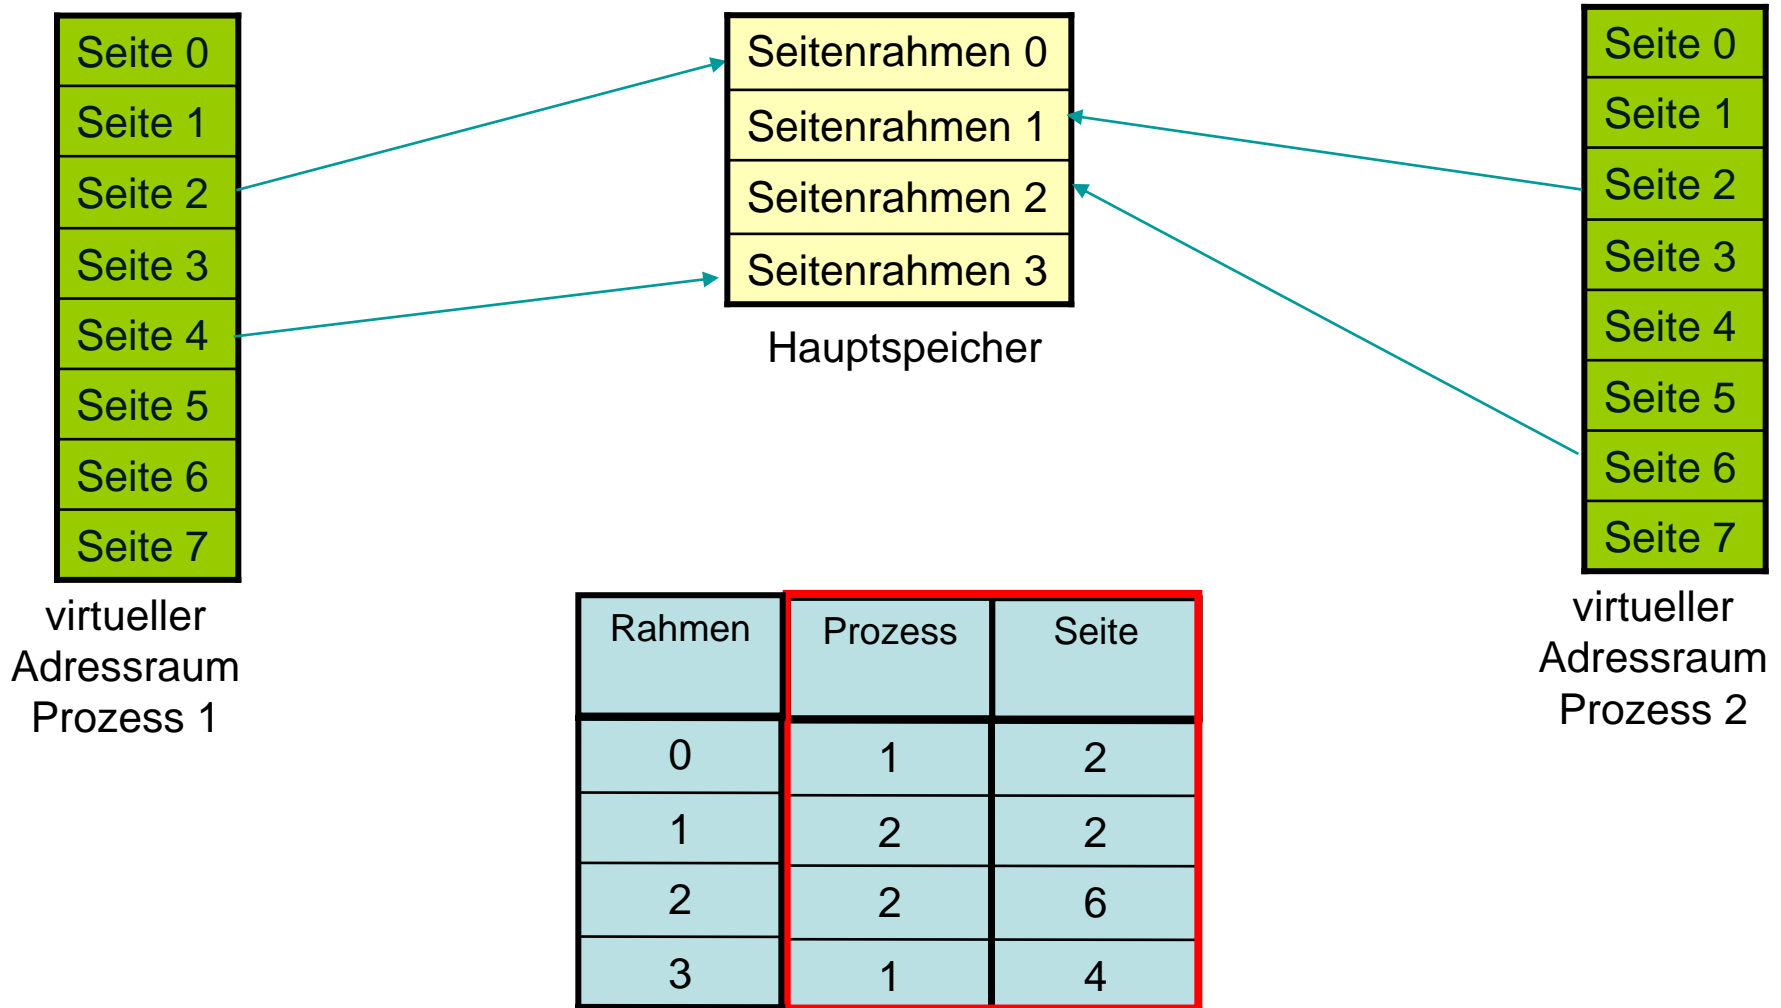 Seite 0
Seite 1
Seite 2
Seite 3
Seite 4
Seite 5
Seite 6
Seite 7
virtueller
Adressraum
Prozess 1
Seitenrahmen 0
Seitenrahmen 1
Seitenrahmen 2
Seitenrahmen 3
Hauptspeicher
Seite 0
Seite 1
Seite 2
Seite 3
Seite 4
Seite 5
Seite 6
Seite 7
virtueller
Adressraum
Prozess 2
Rahmen Prozess Seite
0 1 2
1 2 2
2 2 6
3 1 4